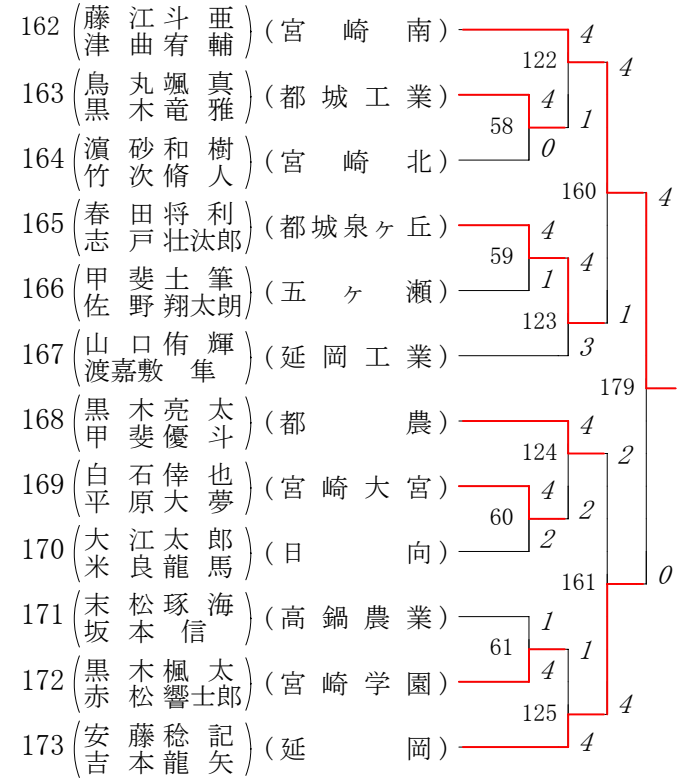 162 藤江斗亜 津曲宥輔 (宮崎南)
4
122
4
163 鳥丸颯真 黒木竜雅 (都城工業)
4
58
1
0
164 濵砂和樹 竹次脩人 (宮崎北)
160
4
165 春田将利 志戸壮汰郎 (都城泉ヶ丘)
4
59
4
1
166 甲斐土筆 佐野翔太朗 (五ヶ瀬)
123
1
3
167 山口侑輝 渡嘉敷隼 (延岡工業)
179
168 黒木亮太 甲斐優斗 (都農)
4
124
2
169 白石倖也 平原大夢 (宮崎大宮)
4
60
2
2
170 大江太郎 米良龍馬 (日向)
161
0
171 末松琢海 坂本信 (高鍋農業)
1
61
1
4
172 黒木楓太 赤松響士郎 (宮崎学園)
125
4
4
173 安藤稔記 吉本龍矢 (延岡)